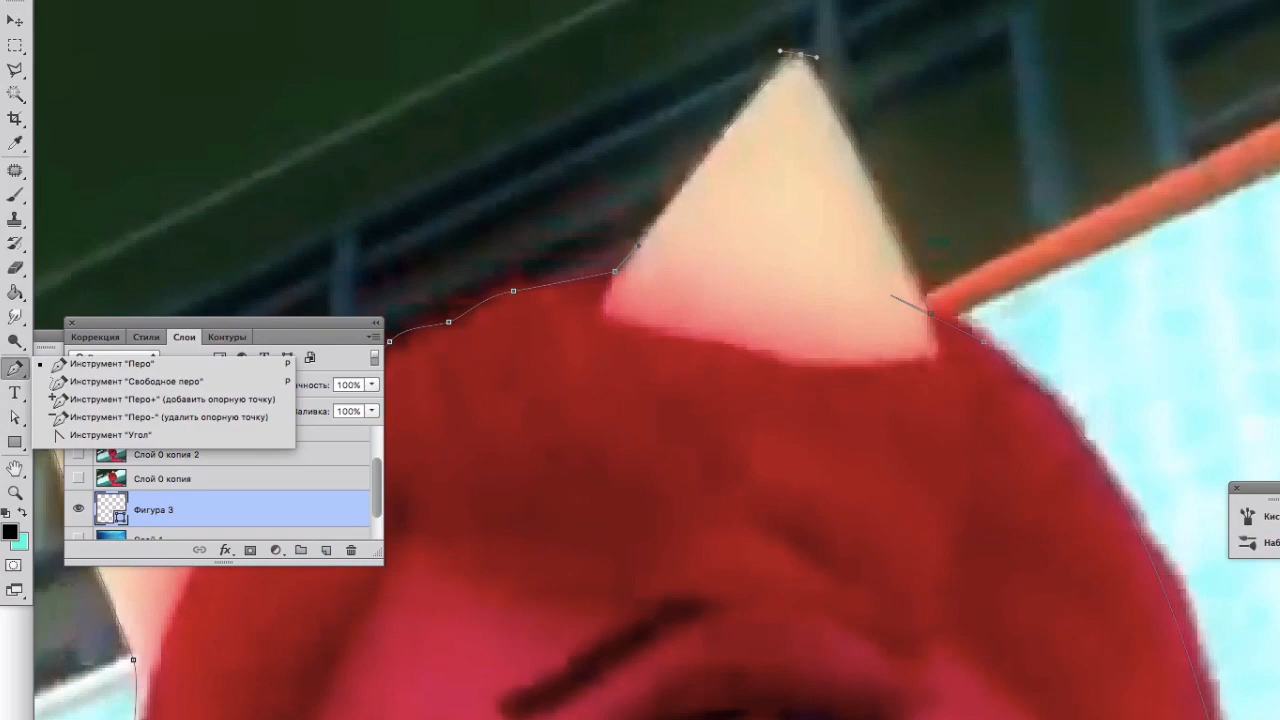 Коррекция Стили Слои Контуры
Инструмент "Перо" P
Инструмент "Свободное перо" P
Инструмент "Перо+" (добавить опорную точку)
Инструмент "Перо-" (удалить опорную точку)
Инструмент "Угол"
чность: 100%
аливка: 100%
Слой 0 копия 2
Слой 0 копия
Фигура 3
fx
Кис
Наб